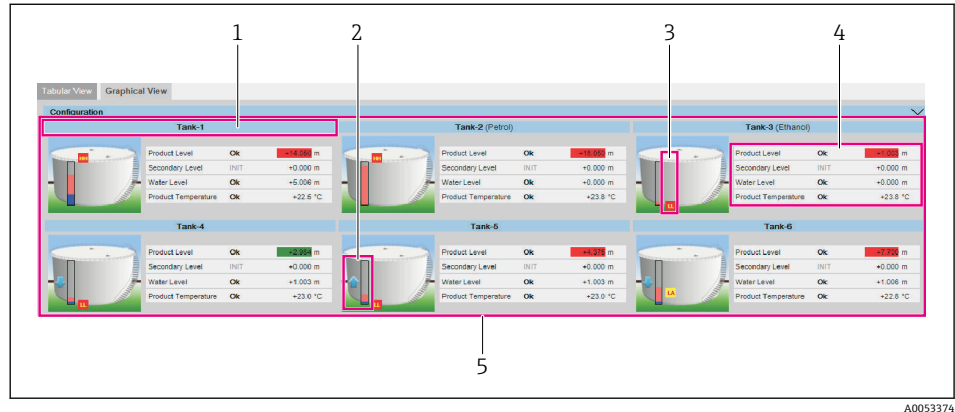 1 2 3 4
Tabular View Graphical View
Configuration
Tank-1 Tank-2 (Petrol) Tank-3 (Ethanol)
HH Product Level Ok m HH Product Level Ok m Product Level Ok m
Secondary Level INIT +0.000 m Secondary Level INIT +0.000 m Secondary Level INIT +0.000 m
Water Level Ok +5.006 m Water Level Ok +0.000 m Water Level Ok +0.000 m
Product Temperature Ok +22.5 °C Product Temperature Ok +23.8 °C LL Product Temperature Ok +23.8 °C
Tank-4 Tank-5 Tank-6
Product Level Ok m Product Level Ok m Product Level Ok m
Secondary Level INIT +0.000 m Secondary Level INIT +0.000 m Secondary Level INIT +0.000 m
Water Level Ok +1.003 m Water Level Ok +1.003 m LA Water Level Ok +1.006 m
LL Product Temperature Ok +23.0 °C LL Product Temperature Ok +23.0 °C Product Temperature Ok +22.8 °C
5
A0053374